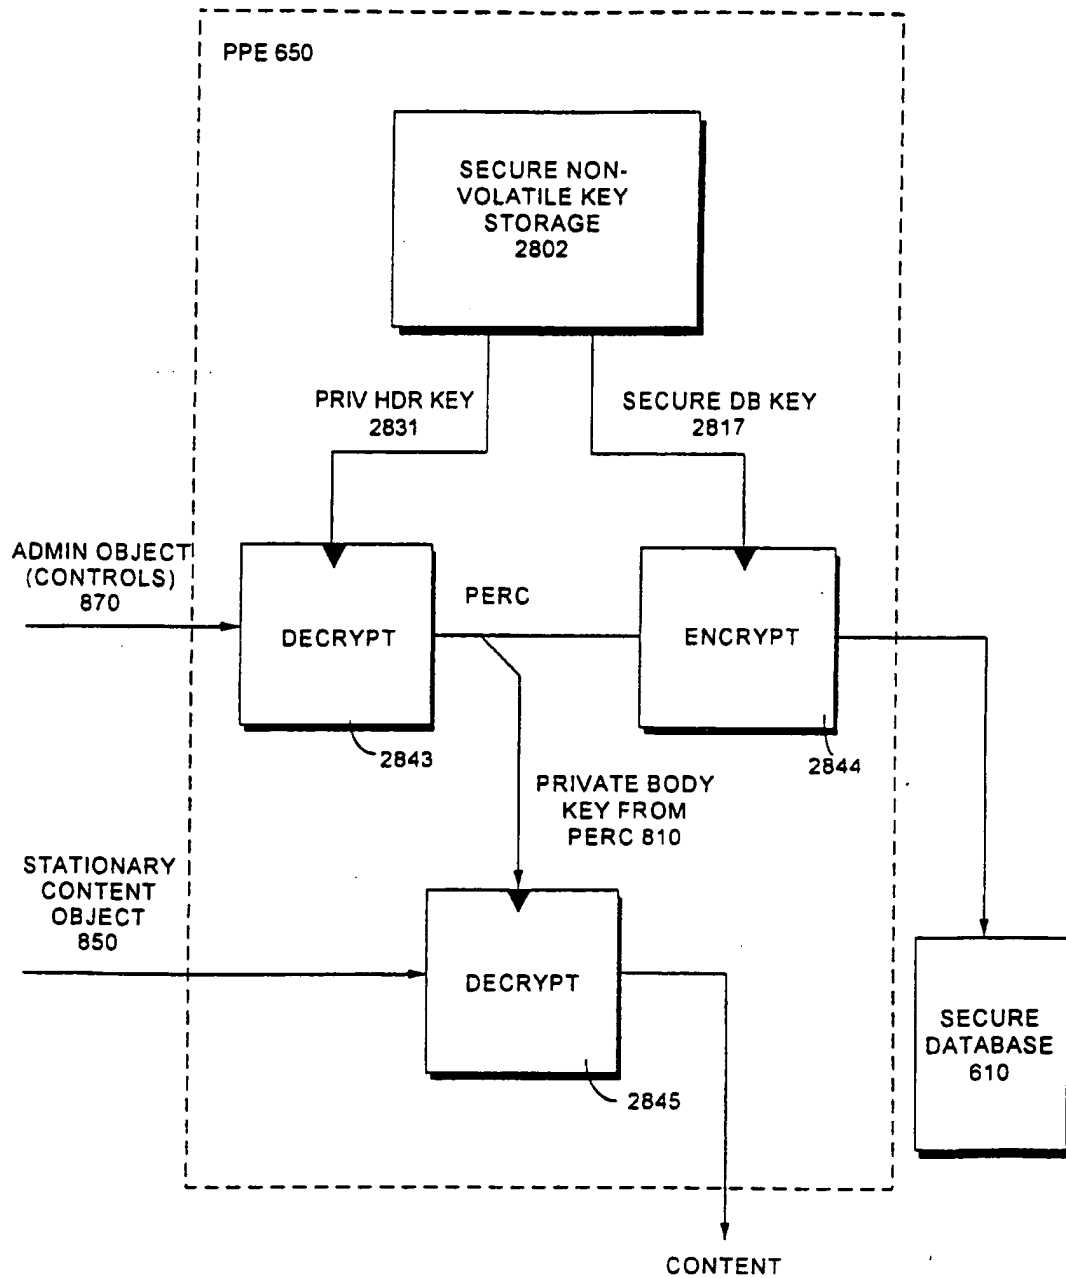 PPE 650
SECURE NON-
VOLATILE KEY
STORAGE
2802
PRIV HDR KEY
2831
SECURE DB KEY
2817
ADMIN OBJECT
(CONTROLS)
870
DECRYPT
2843
PERC
ENCRYPT
2844
PRIVATE BODY
KEY FROM
PERC 810
STATIONARY
CONTENT
OBJECT
850
DECRYPT
2845
SECURE
DATABASE
610
CONTENT